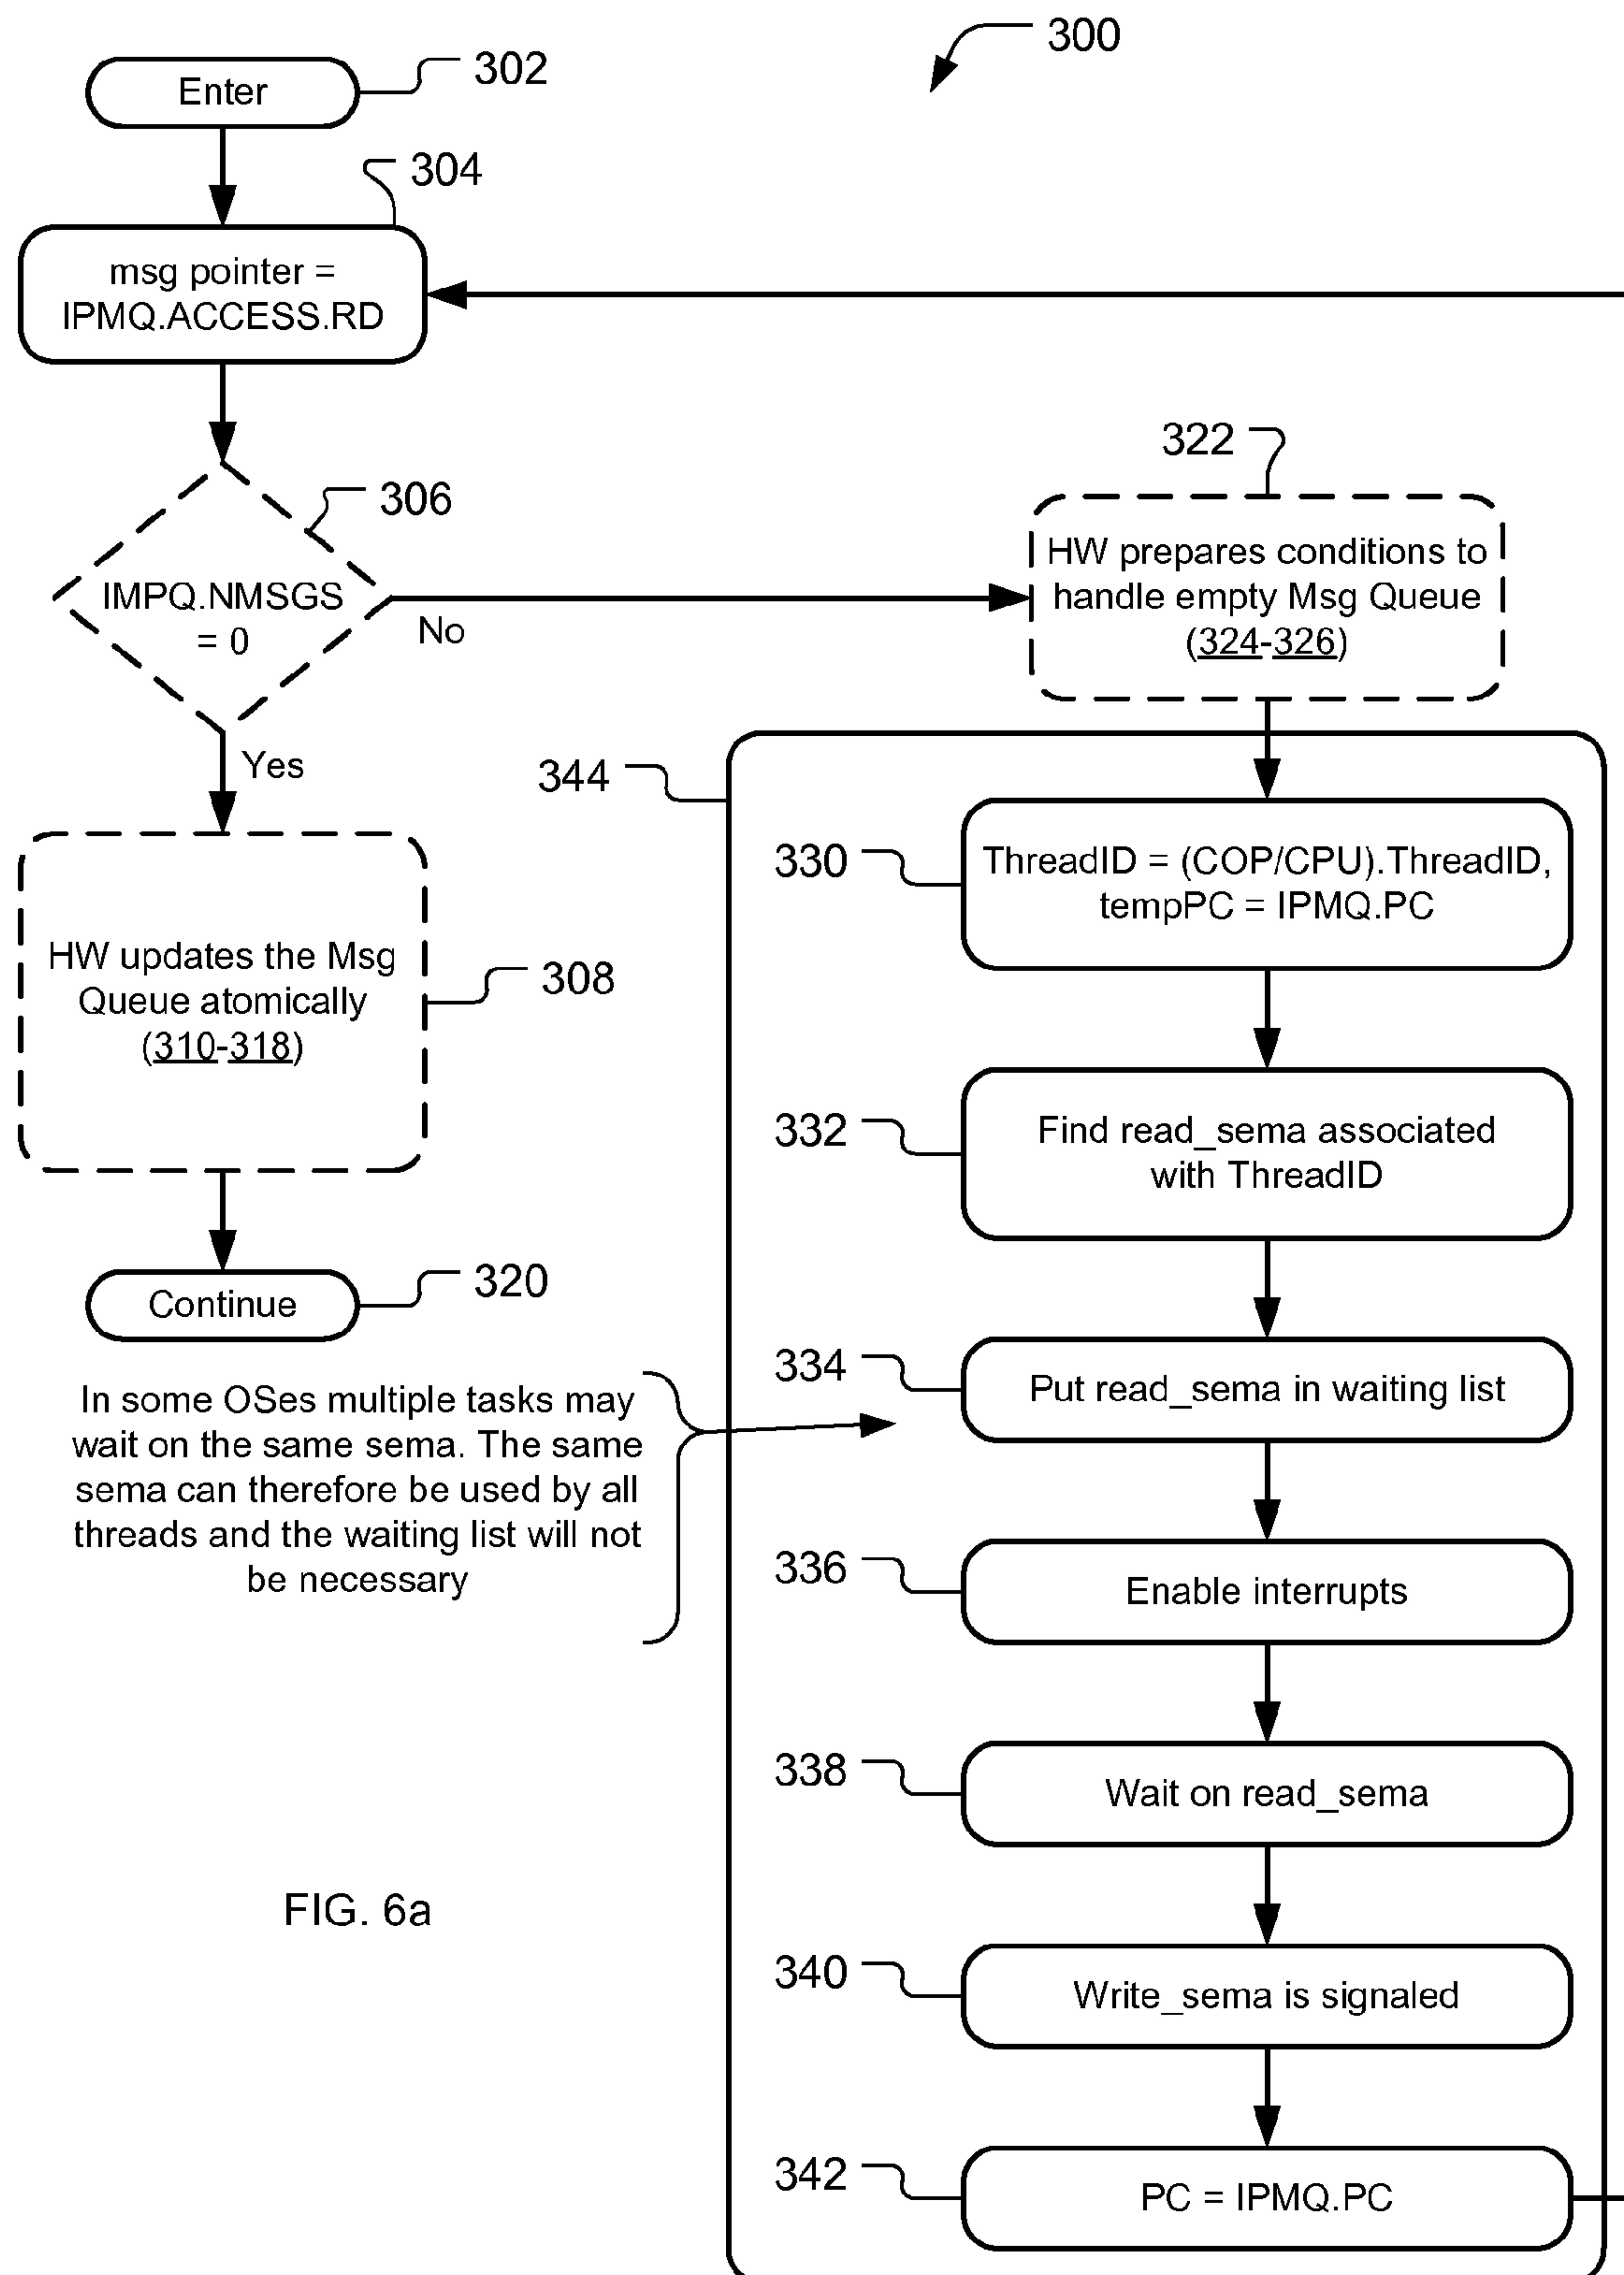 300
Enter
302
304
msg pointer =
IPMQ.ACCESS.RD
306
IMPQ.NMSGS
= 0
No
Yes
322
HW prepares conditions to
handle empty Msg Queue
(324-326)
344
HW updates the Msg
Queue atomically
(310-318)
308
Continue
320
In some OSes multiple tasks may
wait on the same sema. The same
sema can therefore be used by all
threads and the waiting list will not
be necessary
330
ThreadID = (COP/CPU).ThreadID,
tempPC = IPMQ.PC
332
Find read_sema associated
with ThreadID
334
Put read_sema in waiting list
336
Enable interrupts
338
Wait on read_sema
340
Write_sema is signaled
342
PC = IPMQ.PC
FIG. 6a